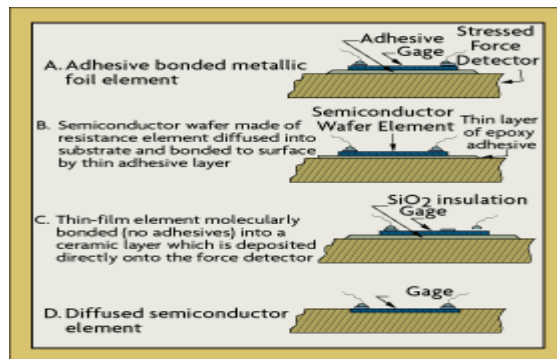 Adhesive
Gage
Stressed
Force
Detector
A. Adhesive bonded metallic
foil element
Semiconductor
Wafer Element
Thin layer
of epoxy
adhesive
B. Semiconductor wafer made of
resistance element diffused into
substrate and bonded to surface
by thin adhesive layer
SiO2 insulation
Gage
C. Thin-film element molecularly
bonded (no adhesives) into a
ceramic layer which is deposited
directly onto the force detector
Gage
D. Diffused semiconductor
element